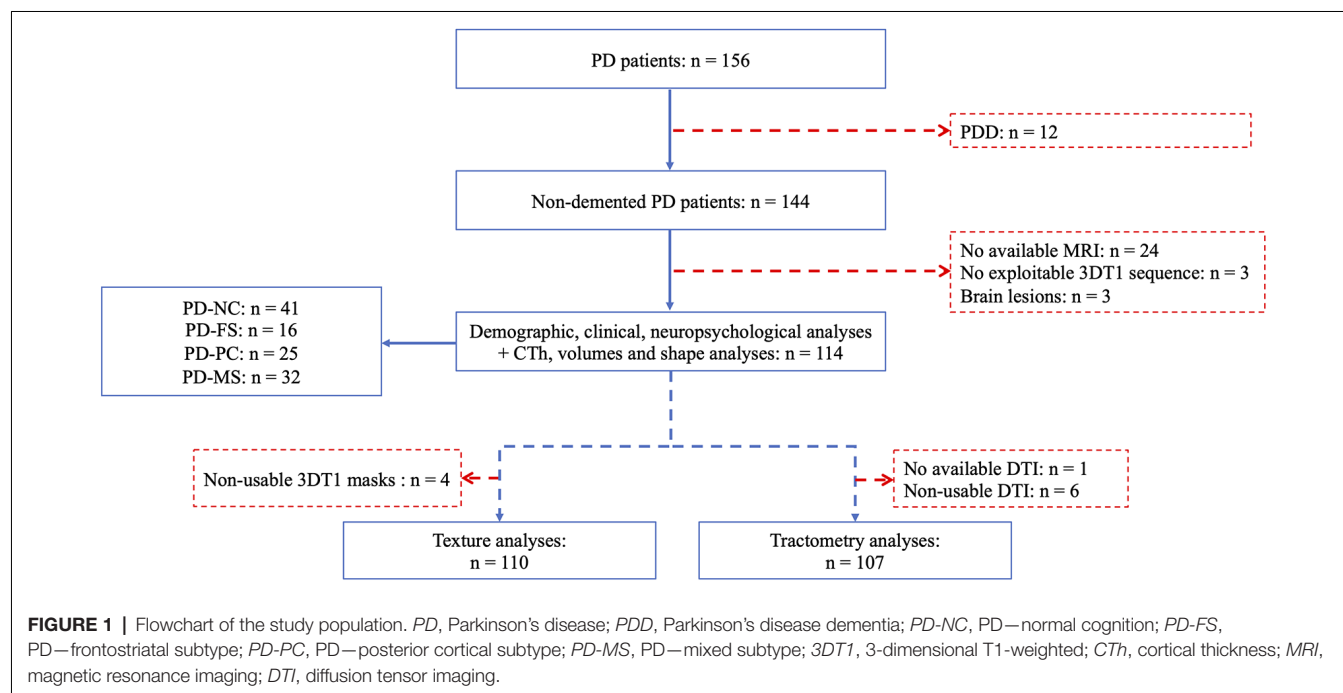 PD patients: n = 156
PDD: n = 12
Non-demented PD patients: n = 144
No available MRI: n = 24
No exploitable 3DT1 sequence: n = 3
Brain lesions: n = 3
PD-NC: n = 41
PD-FS: n = 16
PD-PC: n = 25
PD-MS: n = 32
Demographic, clinical, neuropsychological analyses
+ CTh, volumes and shape analyses: n = 114
Non-usable 3DT1 masks : n = 4
No available DTI: n = 1
Non-usable DTI: n = 6
Texture analyses:
n = 110
Tractometry analyses:
n = 107
FIGURE 1 | Flowchart of the study population. PD, Parkinson's disease; PDD, Parkinson's disease dementia; PD-NC, PD—normal cognition; PD-FS,
PD—frontostriatal subtype; PD-PC, PD—posterior cortical subtype; PD-MS, PD—mixed subtype; 3DT1, 3-dimensional T1-weighted; CTh, cortical thickness; MRI,
magnetic resonance imaging; DTI, diffusion tensor imaging.